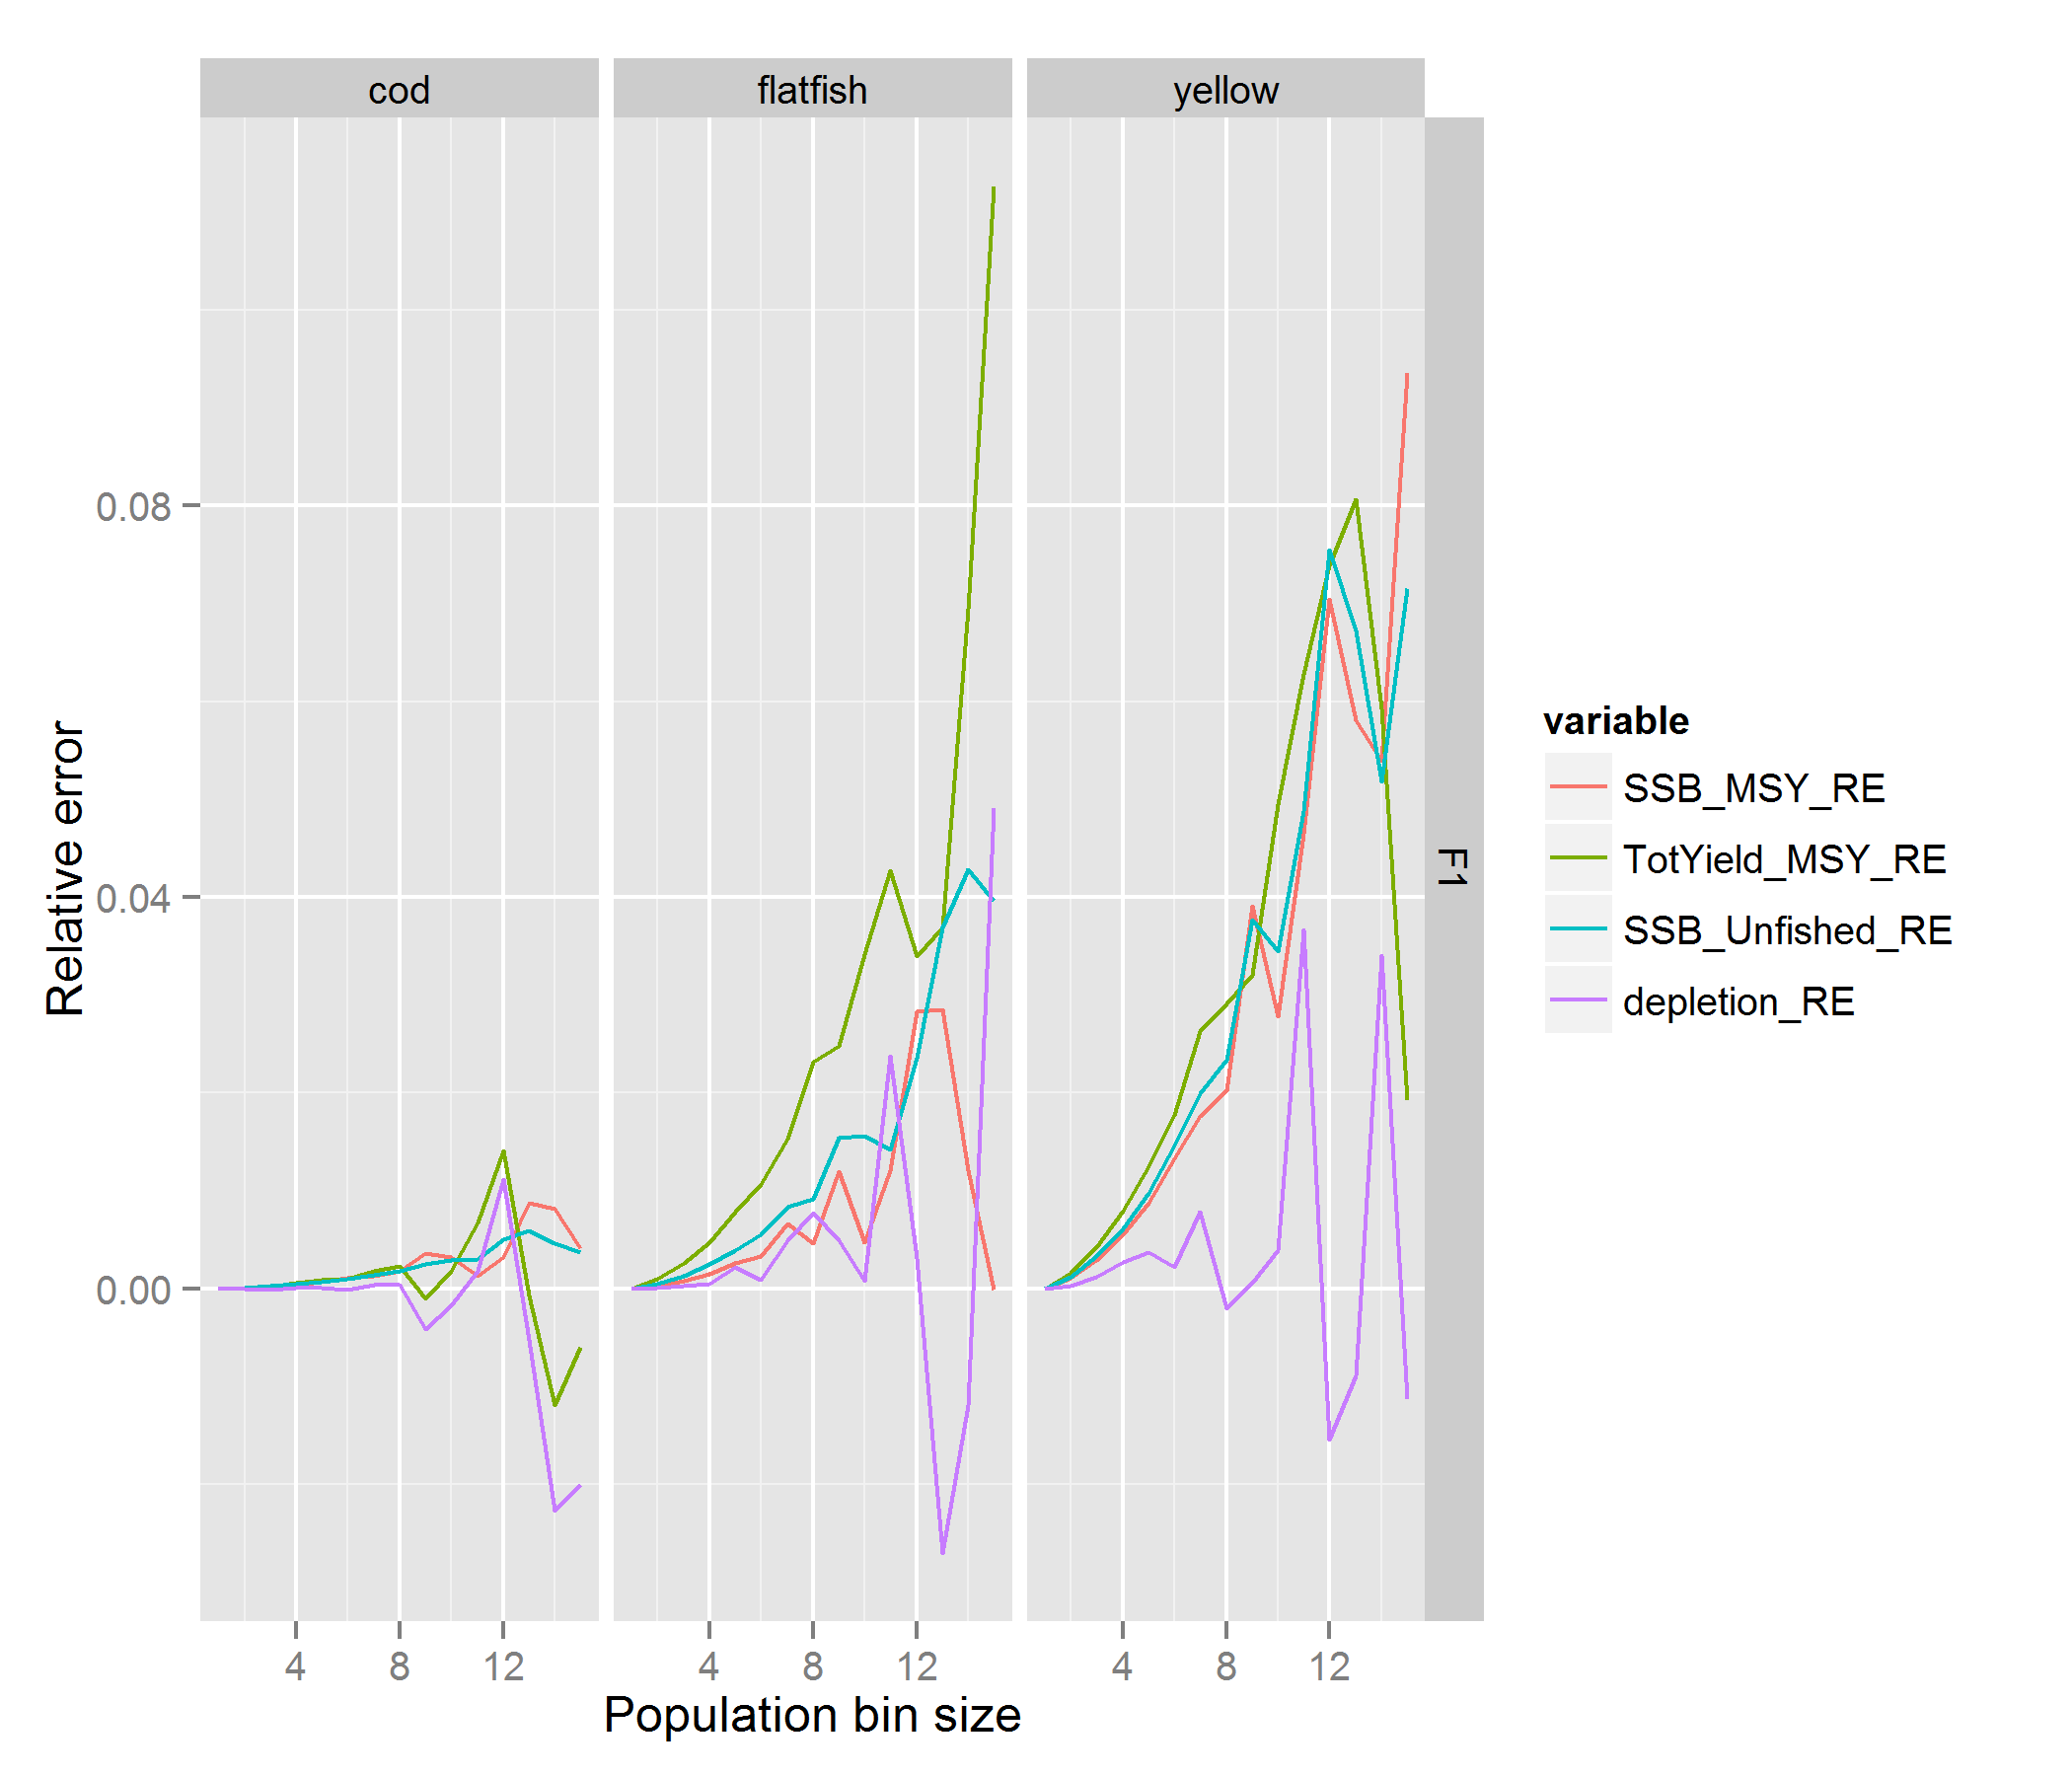 cod
flatfish
yellow
F1
Relative error
0.08
0.04
0.00
4
8
12
4
8
12
4
8
12
Population bin size
variable
SSB_MSY_RE
TotYield_MSY_RE
SSB_Unfished_RE
depletion_RE